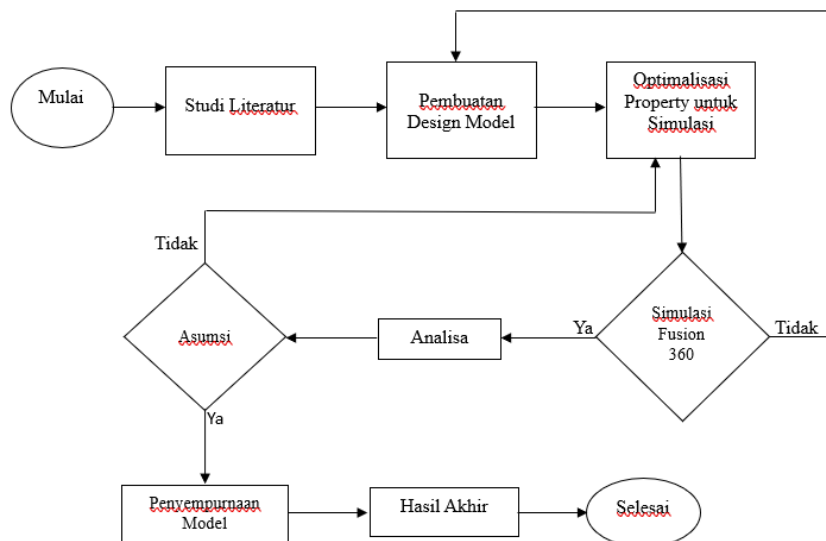 Mulai
Studi Literatur
Pembuatan
Design Model
Optimalisasi
Property untuk
Simulasi
Simulasi
Fusion
360
Tidak
Ya
Analisa
Asumsi
Tidak
Ya
Penyempurnaan
Model
Hasil Akhir
Selesai